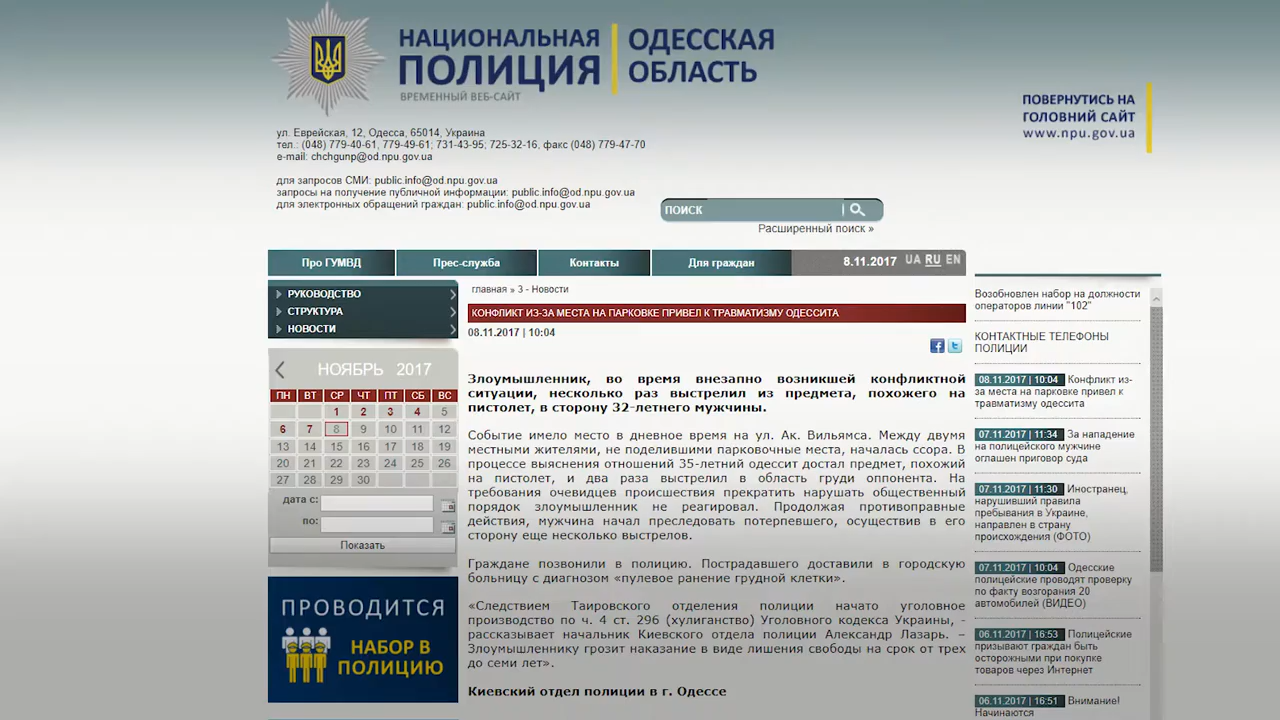 НАЦИОНАЛЬНАЯ
ПОЛИЦИЯ
ВРЕМЕННЫЙ ВЕБ-САЙТ
ОДЕССКАЯ
ОБЛАСТЬ
ПОВЕРНУТИСЬ НА
ГОЛОВНИЙ САЙТ
www.npu.gov.ua
ул. Еврейская, 12, Одесса, 65014, Украина
тел.: (048) 779-40-61, 779-49-61; 731-43-95; 725-32-16, факс (048) 779-47-70
e-mail: chchgunp@od.npu.gov.ua
для запросов СМИ: public.info@od.npu.gov.ua
запросы на получение публичной информации: public.info@od.npu.gov.ua
для электронных обращений граждан: public.info@od.npu.gov.ua
ПОИСК
Расширенный поиск »
Про ГУМВД
Прес-служба
Контакты
Для граждан
8.11.2017 UA RU EN
РУКОВОДСТВО
СТРУКТУРА
НОВОСТИ
НОЯБРЬ 2017
ПН ВТ СР ЧТ ПТ СБ ВС
1 2 3 4 5
6 7 8 9 10 11 12
13 14 15 16 17 18 19
20 21 22 23 24 25 26
27 28 29 30
дата с:
по:
Показать
ПРОВОДИТСЯ
НАБОР В
ПОЛИЦИЮ
главная » 3 - Новости
КОНФЛИКТ ИЗ-ЗА МЕСТА НА ПАРКОВКЕ ПРИВЕЛ К ТРАВМАТИЗМУ ОДЕССИТА
08.11.2017 | 10:04
Злоумышленник, во время внезапно возникшей конфликтной
ситуации, несколько раз выстрелил из предмета, похожего на
пистолет, в сторону 32-летнего мужчины.
Событие имело место в дневное время на ул. Ак. Вильямса. Между двумя
местными жителями, не поделившими парковочные места, началась ссора. В
процессе выяснения отношений 35-летний одессит достал предмет, похожий
на пистолет, и два раза выстрелил в область груди оппонента. На
требования очевидцев происшествия прекратить нарушать общественный
порядок злоумышленник не реагировал. Продолжая противоправные
действия, мужчина начал преследовать потерпевшего, осуществив в его
сторону еще несколько выстрелов.
Граждане позвонили в полицию. Пострадавшего доставили в городскую
больницу с диагнозом «пулевое ранение грудной клетки».
«Следствием Таировского отделения полиции начато уголовное
производство по ч. 4 ст. 296 (хулиганство) Уголовного кодекса Украины, -
рассказывает начальник Киевского отдела полиции Александр Лазарь. –
Злоумышленнику грозит наказание в виде лишения свободы на срок от трех
до семи лет».
Киевский отдел полиции в г. Одессе
Возобновлен набор на должности
операторов линии "102"
КОНТАКТНЫЕ ТЕЛЕФОНЫ
ПОЛИЦИИ
08.11.2017 | 10:04 Конфликт из-
за места на парковке привел к
травматизму одессита
07.11.2017 | 11:34 За нападение
на полицейского мужчине
оглашен приговор суда
07.11.2017 | 11:30 Иностранец,
нарушивший правила
пребывания в Украине,
направлен в страну
происхождения (ФОТО)
07.11.2017 | 10:04 Одесские
полицейские проводят проверку
по факту возгорания 20
автомобилей (ВИДЕО)
06.11.2017 | 16:53 Полицейские
призывают граждан быть
осторожными при покупке
товаров через Интернет
06.11.2017 | 16:51 Внимание!
Начинаются